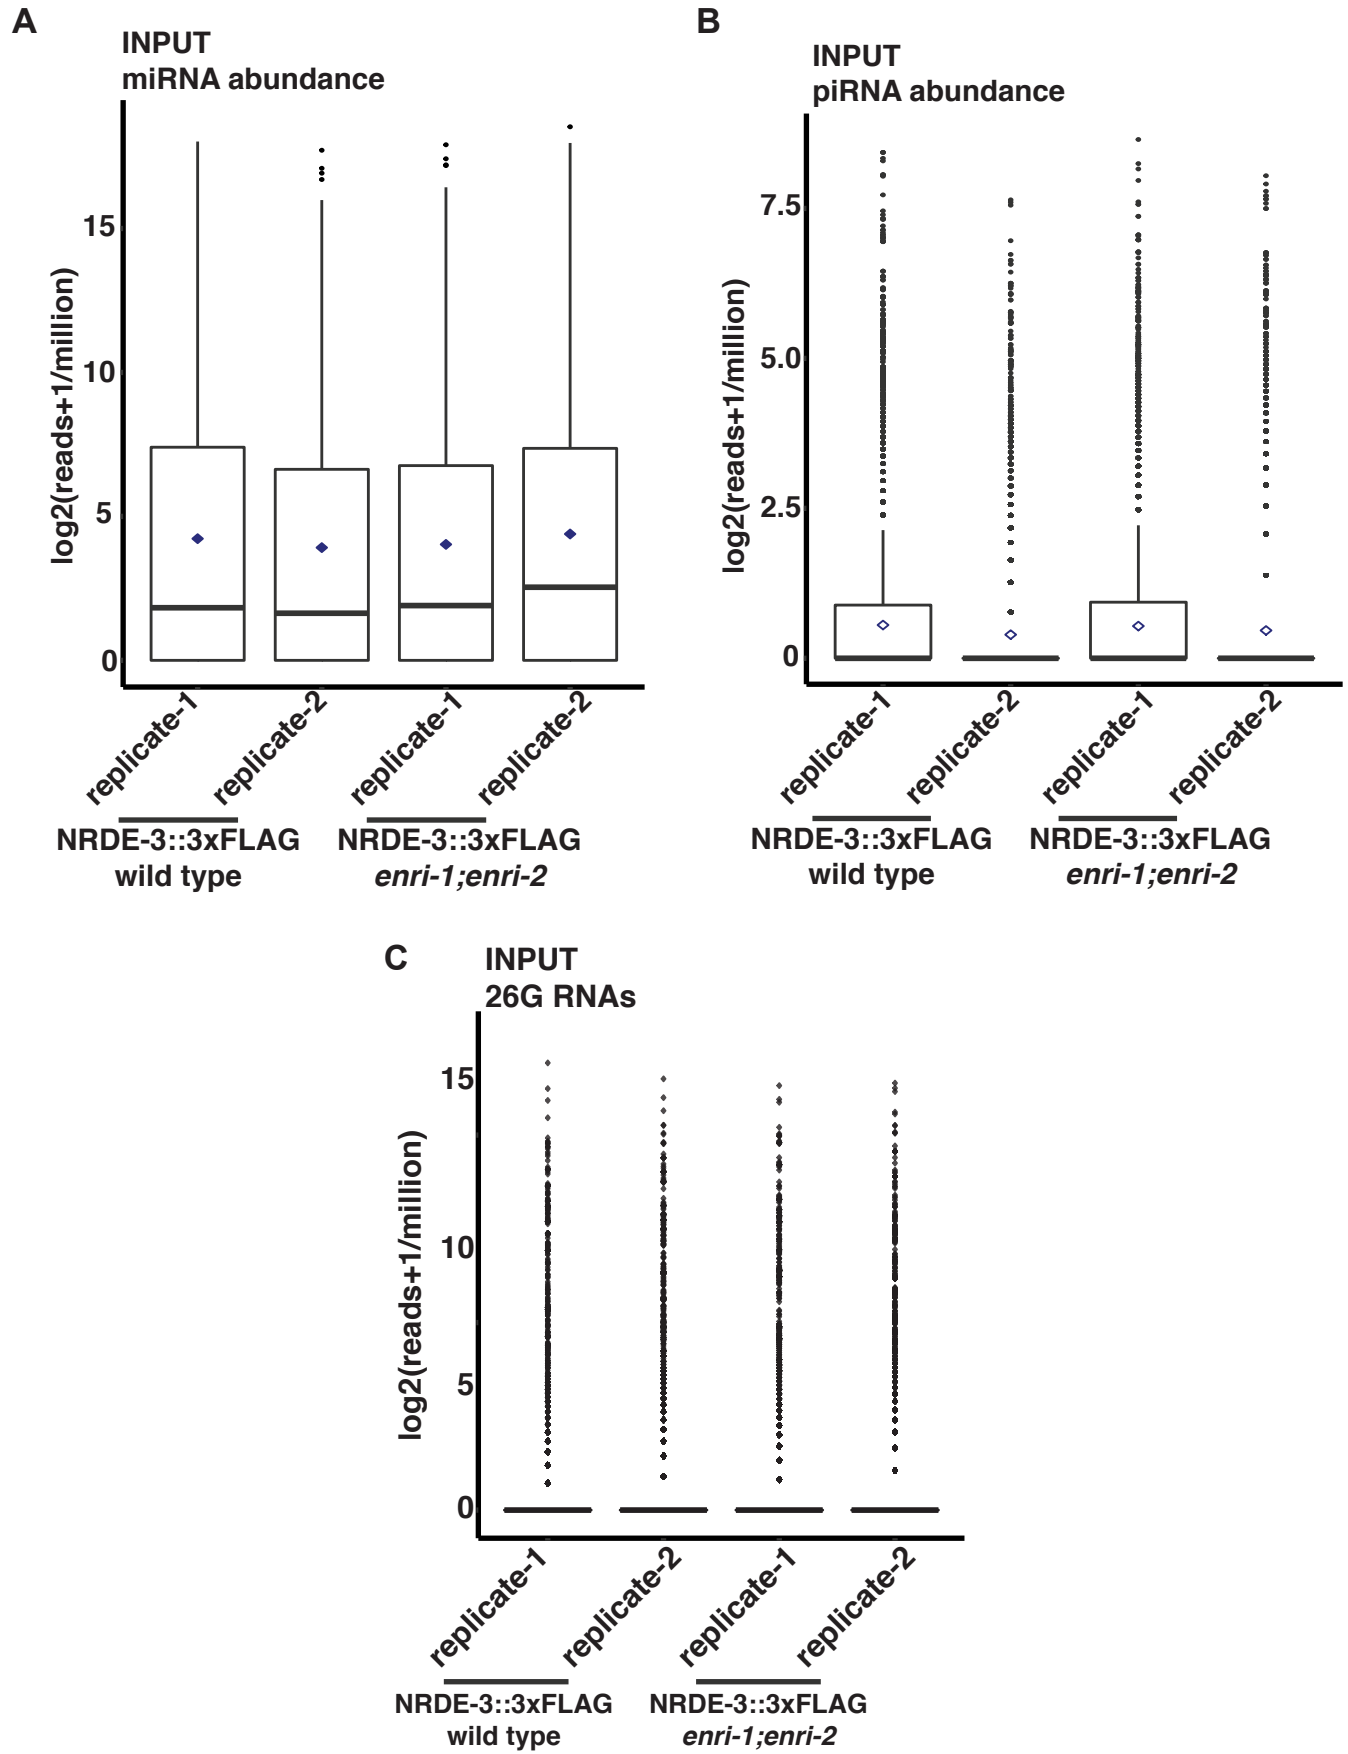 A
INPUT
miRNA abundance
log2(reads+1/million)
15
10
5
0
replicate-1
replicate-2
replicate-1
replicate-2
NRDE-3::3xFLAG
wild type
NRDE-3::3xFLAG
enri-1;enri-2
B
INPUT
piRNA abundance
log2(reads+1/million)
7.5
5.0
2.5
0
replicate-1
replicate-2
replicate-1
replicate-2
NRDE-3::3xFLAG
wild type
NRDE-3::3xFLAG
enri-1;enri-2
C
INPUT
26G RNAs
log2(reads+1/million)
15
10
5
0
replicate-1
replicate-2
replicate-1
replicate-2
NRDE-3::3xFLAG
wild type
NRDE-3::3xFLAG
enri-1;enri-2